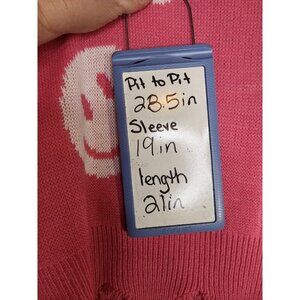 Pit to Pit
28.5in
Sleeve
19in
length
21in